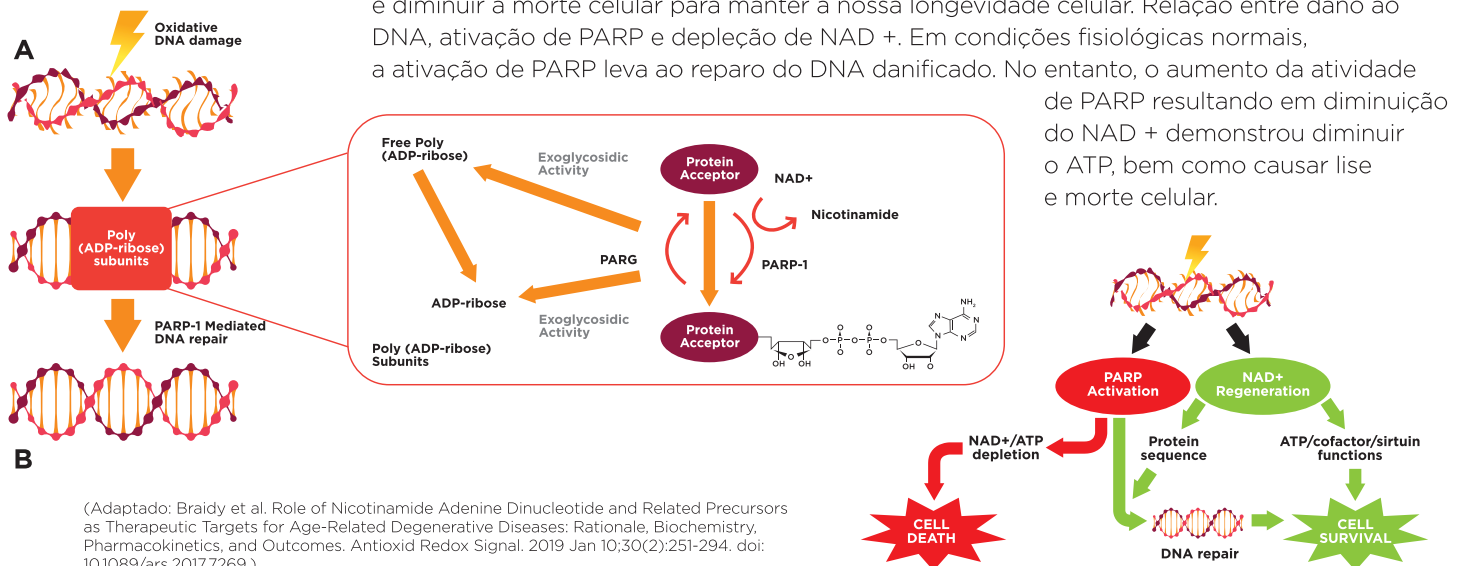 e diminuir a morte celular para manter a nossa longevidade celular. Relação entre dano ao
DNA, ativação de PARP e depleção de NAD +. Em condições fisiológicas normais,
a ativação de PARP leva ao reparo do DNA danificado. No entanto, o aumento da atividade
de PARP resultando em diminuição
do NAD + demonstrou diminuir
o ATP, bem como causar lise
e morte celular.
A
Oxidative
DNA damage
Poly
(ADP-ribose)
subunits
PARP-1 Mediated
DNA repair
B
Free Poly
(ADP-ribose)
Exoglycosidic
Activity
Protein
Acceptor
NAD+
Nicotinamide
PARG
PARP-1
ADP-ribose
Exoglycosidic
Activity
Poly (ADP-ribose)
Subunits
Protein
Acceptor
O
OH
OH
O
O
P
O
O
O
P
O
O
O
OH
O
N
N
N
N
NH2
PARP
Activation
NAD+
Regeneration
NAD+/ATP
depletion
Protein
sequence
ATP/cofactor/sirtuin
functions
CELL
DEATH
DNA repair
CELL
SURVIVAL
(Adaptado: Braidy et al. Role of Nicotinamide Adenine Dinucleotide and Related Precursors
as Therapeutic Targets for Age-Related Degenerative Diseases: Rationale, Biochemistry,
Pharmacokinetics, and Outcomes. Antioxid Redox Signal. 2019 Jan 10;30(2):251-294. doi:
10.1089/ars.2017.7269.)